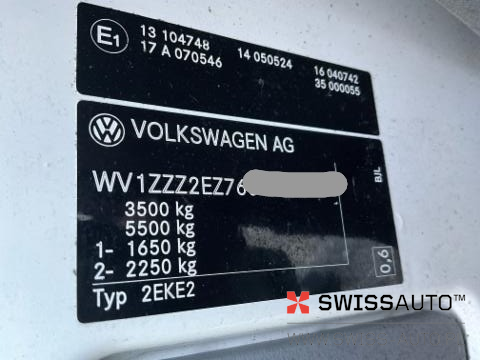 E1
13 104748 14 050524 16 040742
17 A 070546 35 000055
VOLKSWAGEN AG
WV1ZZZ2EZ76
3500 kg
5500 kg
1- 1650 kg
2- 2250 kg
Typ 2EKE2
BJL
0,6
SWISSAUTO™